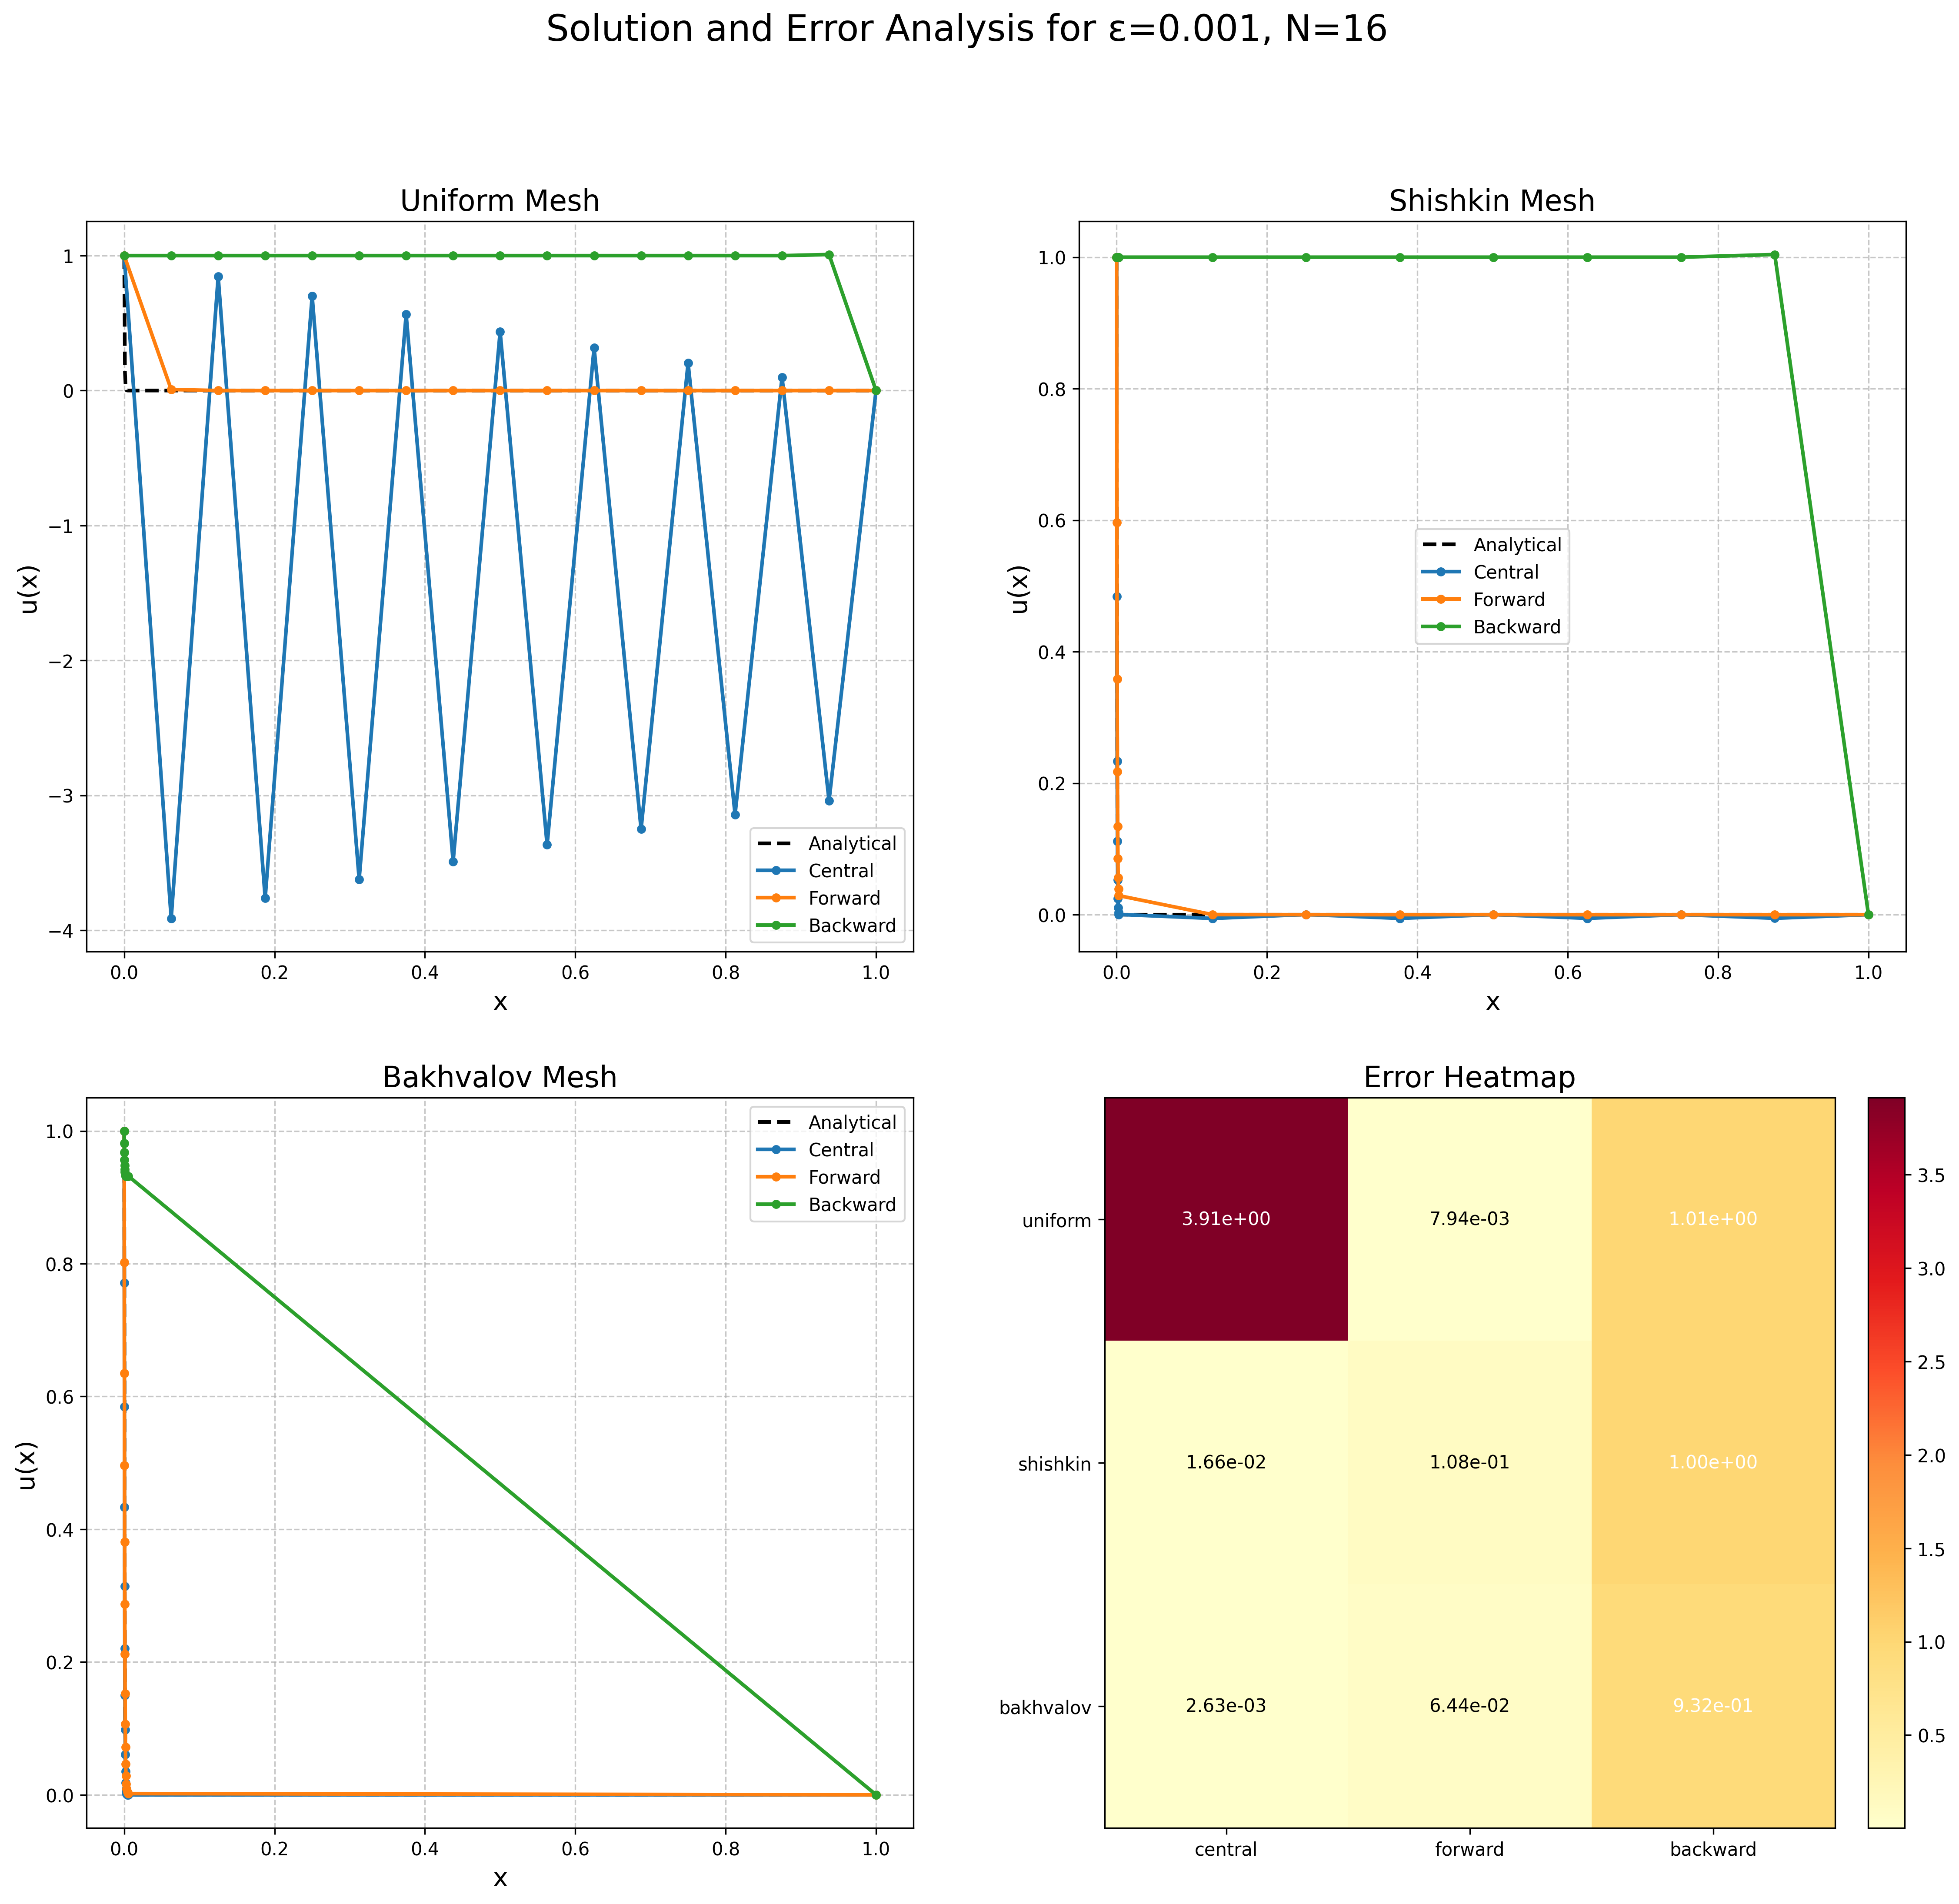 Solution and Error Analysis for ε=0.001, N=16
Uniform Mesh
1
0
−1
−2
−3
−4
u(x)
0.0 0.2 0.4 0.6 0.8 1.0
x
Analytical
Central
Forward
Backward
Shishkin Mesh
1.0
0.8
0.6
0.4
0.2
0.0
u(x)
0.0 0.2 0.4 0.6 0.8 1.0
x
Analytical
Central
Forward
Backward
Bakhvalov Mesh
1.0
0.8
0.6
0.4
0.2
0.0
u(x)
0.0 0.2 0.4 0.6 0.8 1.0
x
Analytical
Central
Forward
Backward
Error Heatmap
uniform 3.91e+00 7.94e-03 1.01e+00
shishkin 1.66e-02 1.08e-01 1.00e+00
bakhvalov 2.63e-03 6.44e-02 9.32e-01
central forward backward
3.5
3.0
2.5
2.0
1.5
1.0
0.5